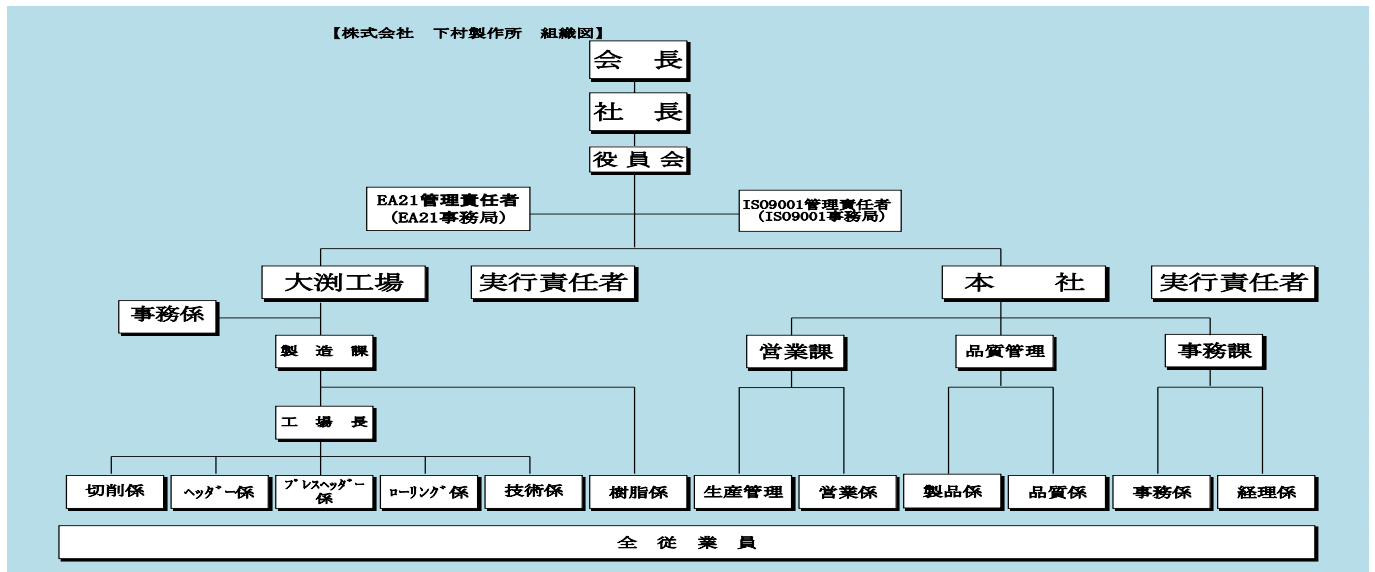 【株式会社　下村製作所　組織図】
会　長
社　長
役 員 会
EA21管理責任者
(EA21事務局)
ISO9001管理責任者
(ISO9001事務局)
大渕工場
実行責任者
本　　社
実行責任者
事務係
製 造 課
営業課
品質管理
事務課
工 場 長
切削係
ﾍｯﾀﾞｰ係
ﾌﾟﾚｽﾍｯﾀﾞｰ
係
ﾛｰﾘﾝｸﾞ係
技術係
樹脂係
生産管理
営業係
製品係
品質係
事務係
経理係
全 従 業 員